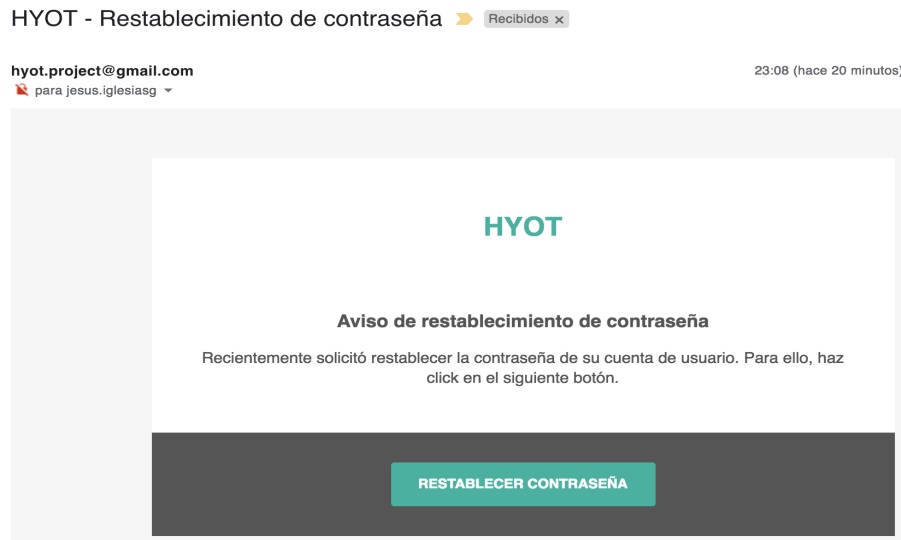 HYOT - Restablecimiento de contraseña
Recibidos x
hyot.project@gmail.com
23:08 (hace 20 minutos)
para jesus.iglesiasg
HYOT
Aviso de restablecimiento de contraseña
Recientemente solicitó restablecer la contraseña de su cuenta de usuario. Para ello, haz
click en el siguiente botón.
RESTABLECER CONTRASEÑA